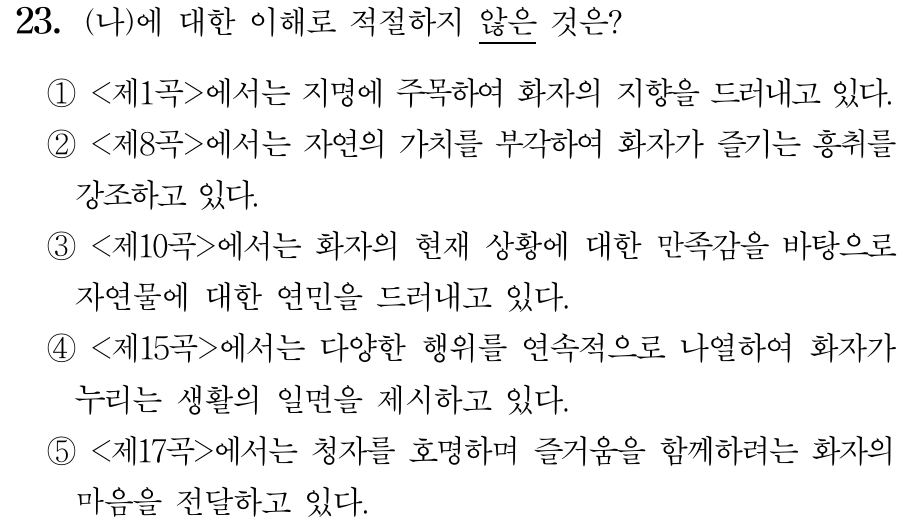 23. (나)에 대한 이해로 적절하지 않은 것은?
① <제1곡>에서는 지명에 주목하여 화자의 지향을 드러내고 있다.
② <제8곡>에서는 자연의 가치를 부각하여 화자가 즐기는 흥취를
강조하고 있다.
③ <제10곡>에서는 화자의 현재 상황에 대한 만족감을 바탕으로
자연물에 대한 연민을 드러내고 있다.
④ <제15곡>에서는 다양한 행위를 연속적으로 나열하여 화자가
누리는 생활의 일면을 제시하고 있다.
⑤ <제17곡>에서는 청자를 호명하며 즐거움을 함께하려는 화자의
마음을 전달하고 있다.